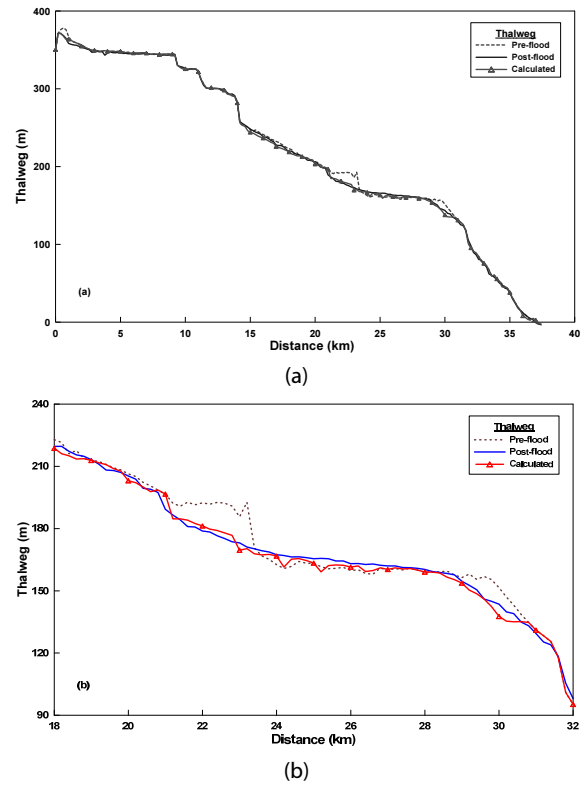 400
300
200
100
0
Thalweg (m)
Thalweg
Pre-flood
Post-flood
Calculated
(a)
0 5 10 15 20 25 30 35 40
Distance (km)
(a)
240
210
180
150
120
90
Thalweg (m)
Thalweg
Pre-flood
Post-flood
Calculated
(b)
18 20 22 24 26 28 30 32
Distance (km)
(b)